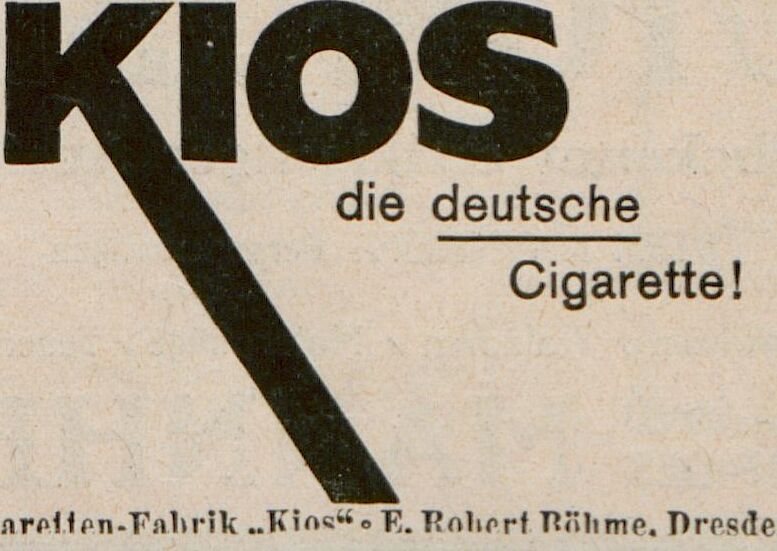 KIOS
die deutsche
Cigarette!
aretten-Fabrik „Kios“ ∘ E. Robert Böhme, Dresde